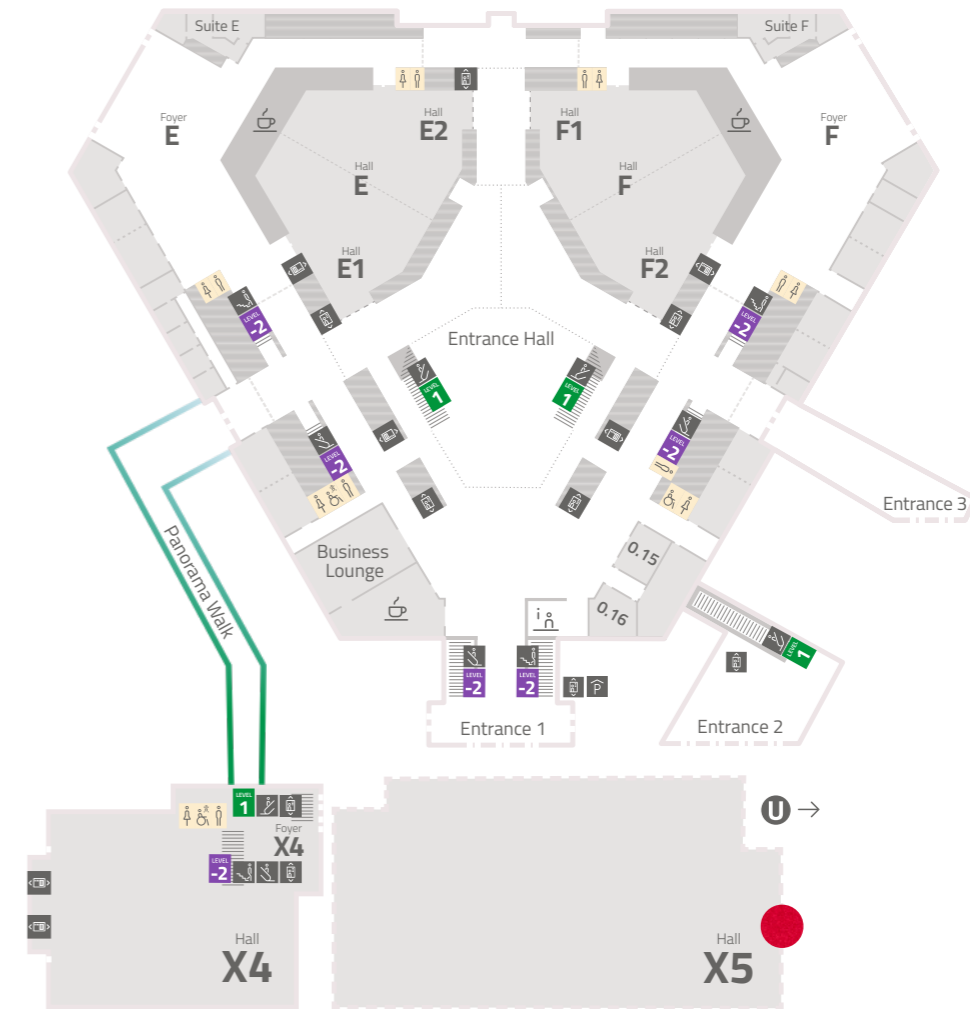 Suite E
Suite F
Foyer
E
Hall
E2
Hall
F1
Foyer
F
Hall
E
Hall
F
Hall
E1
Hall
F2
LEVEL
-2
LEVEL
-2
Entrance Hall
LEVEL
1
LEVEL
1
LEVEL
-2
LEVEL
-2
Entrance 3
Panorama Walk
Business
Lounge
0.15
0.16
i
LEVEL
1
LEVEL
-2
LEVEL
-2
P
Entrance 1
Entrance 2
LEVEL
1
U
Foyer
X4
LEVEL
-2
Hall
X4
Hall
X5